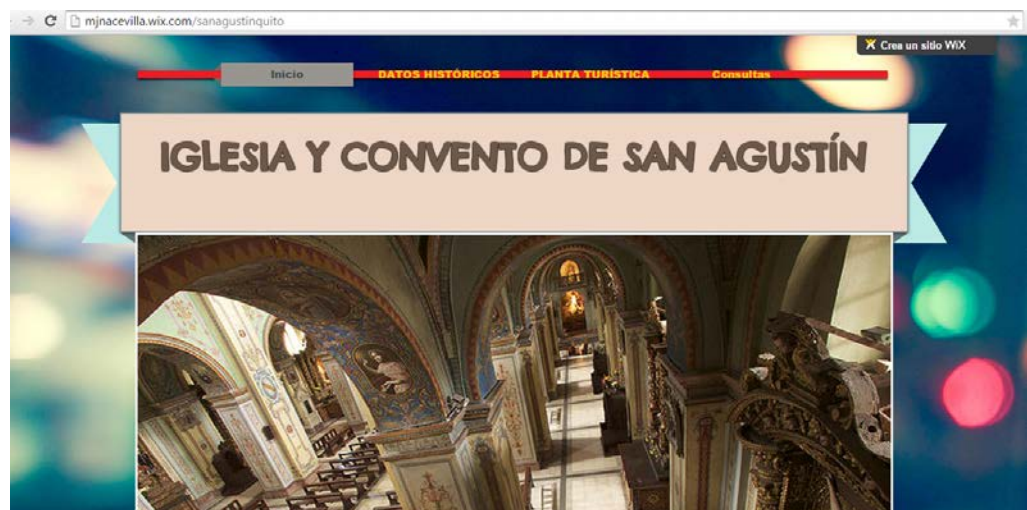 mjnacevilla.wix.com/sanagustinquito
Crea un sitio WiX
Inicio DATOS HISTÓRICOS PLANTA TURÍSTICA Consultas
IGLESIA Y CONVENTO DE SAN AGUSTÍN